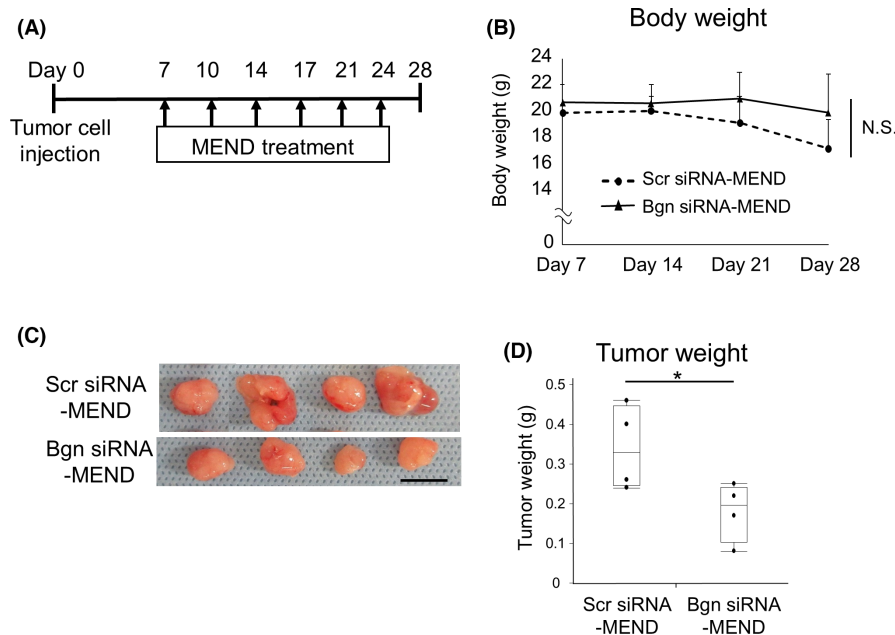 (A)
Day 0 7 10 14 17 21 24 28
Tumor cell
injection
MEND treatment
(B)
Body weight
Body weight (g)
24
22
20
18
16
14
0
Day 7 Day 14 Day 21 Day 28
Scr siRNA-MEND
Bgn siRNA-MEND
N.S.
(C)
Scr siRNA
-MEND
Bgn siRNA
-MEND
(D)
Tumor weight
Tumor weight (g)
*
0.5
0.4
0.3
0.2
0.1
0
Scr siRNA
-MEND
Bgn siRNA
-MEND